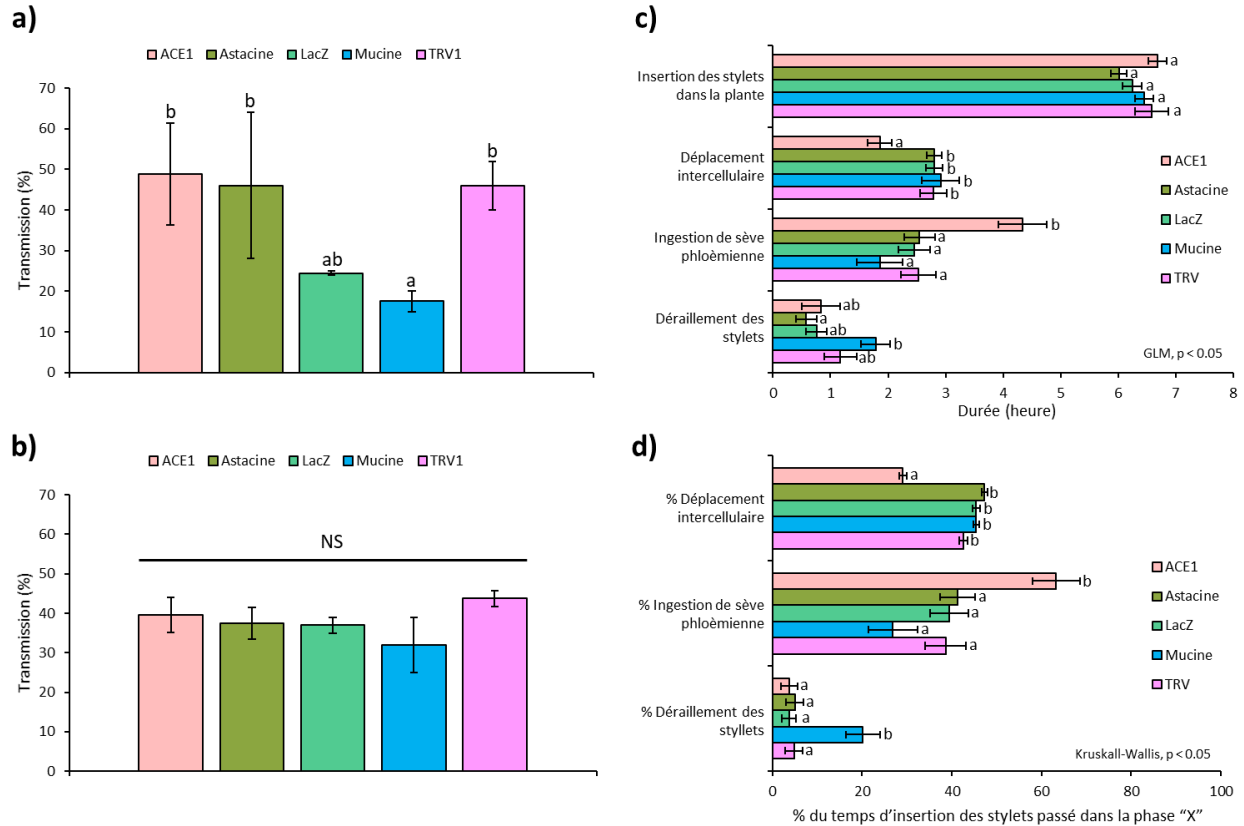 a)
ACE1 Astacine LacZ Mucine TRV1
Transmission (%)
70
60
50
40
30
20
10
0
b b ab a b
b)
ACE1 Astacine LacZ Mucine TRV1
Transmission (%)
70
60
50
40
30
20
10
0
NS
c)
Insertion des stylets
dans la plante
a
a
a
a
a
Déplacement
intercellulaire
a
b
b
b
b
Ingestion de sève
phloèmienne
b
a
a
a
a
Déraillement des
stylets
ab
a
ab
b
ab
ACE1
Astacine
LacZ
Mucine
TRV
GLM, p < 0.05
0 1 2 3 4 5 6 7 8
Durée (heure)
d)
% Déplacement
intercellulaire
a
b
b
b
b
% Ingestion de sève
phloèmienne
b
a
a
a
a
% Déraillement des
styllets
a
a
a
b
a
ACE1
Astacine
LacZ
Mucine
TRV
Kruskall-Wallis, p < 0.05
0 20 40 60 80 100
% du temps d’insertion des stylets passé dans la phase “X”